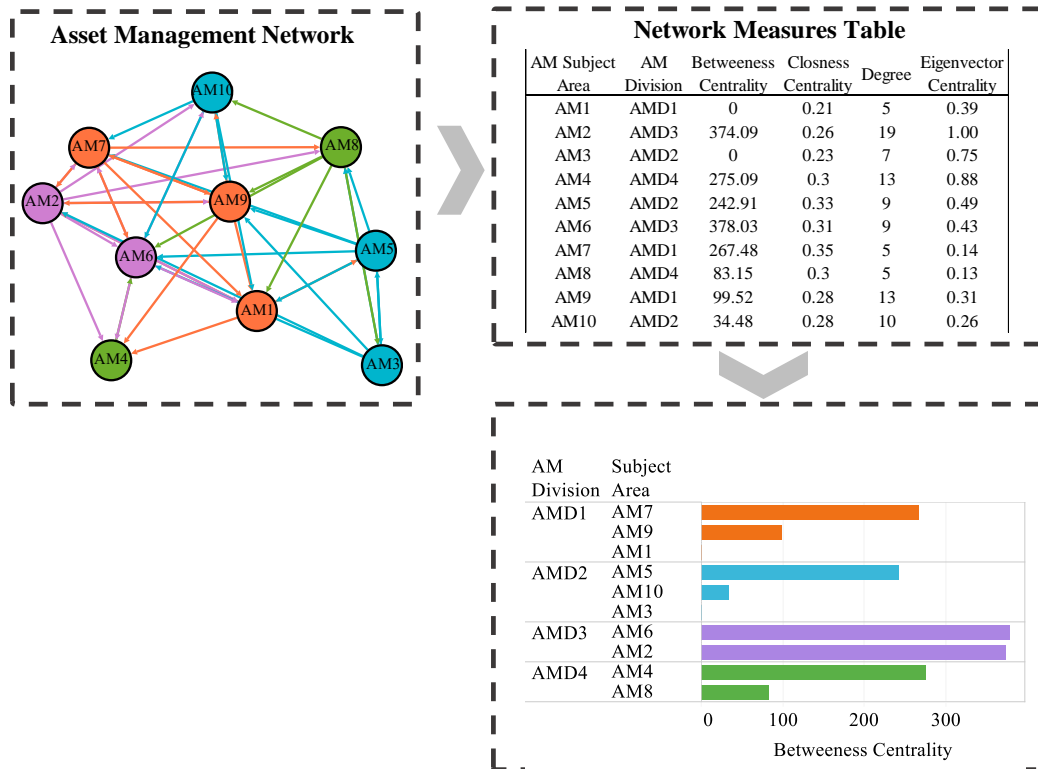 Asset Management Network
AM10
AM7
AM8
AM2
AM9
AM6
AM5
AM1
AM4
AM3
Network Measures Table
AM Subject Area AM Division Betweeness Centrality Closness Centrality Degree Eigenvector Centrality
AM1 AMD1 0 0.21 5 0.39
AM2 AMD3 374.09 0.26 19 1.00
AM3 AMD2 0 0.23 7 0.75
AM4 AMD4 275.09 0.3 13 0.88
AM5 AMD2 242.91 0.33 9 0.49
AM6 AMD3 378.03 0.31 9 0.43
AM7 AMD1 267.48 0.35 5 0.14
AM8 AMD4 83.15 0.3 5 0.13
AM9 AMD1 99.52 0.28 13 0.31
AM10 AMD2 34.48 0.28 10 0.26
AM Division Subject Area
AMD1 AM7
AM9
AM1
AMD2 AM5
AM10
AM3
AMD3 AM6
AM2
AMD4 AM4
AM8
0 100 200 300
Betweeness Centrality